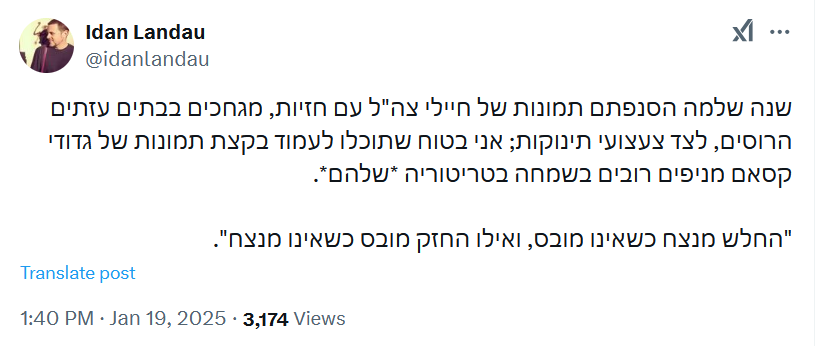 Idan Landau
@idanlandau
שנה שלמה הסנפתם תמונות של חיילי צה"ל עם חזיות, מגחכים בבתים עזתים
הרוסים, לצד צעצועי תינוקות; אני בטוח שתוכלו לעמוד בקצת תמונות של גדודי
קסאם מניפים רובים בשמחה בטריטוריה *שלהם*.
"החלש מנצח כשאינו מובס, ואילו החזק מובס כשאינו מנצח".
Translate post
1:40 PM · Jan 19, 2025 · 3,174 Views